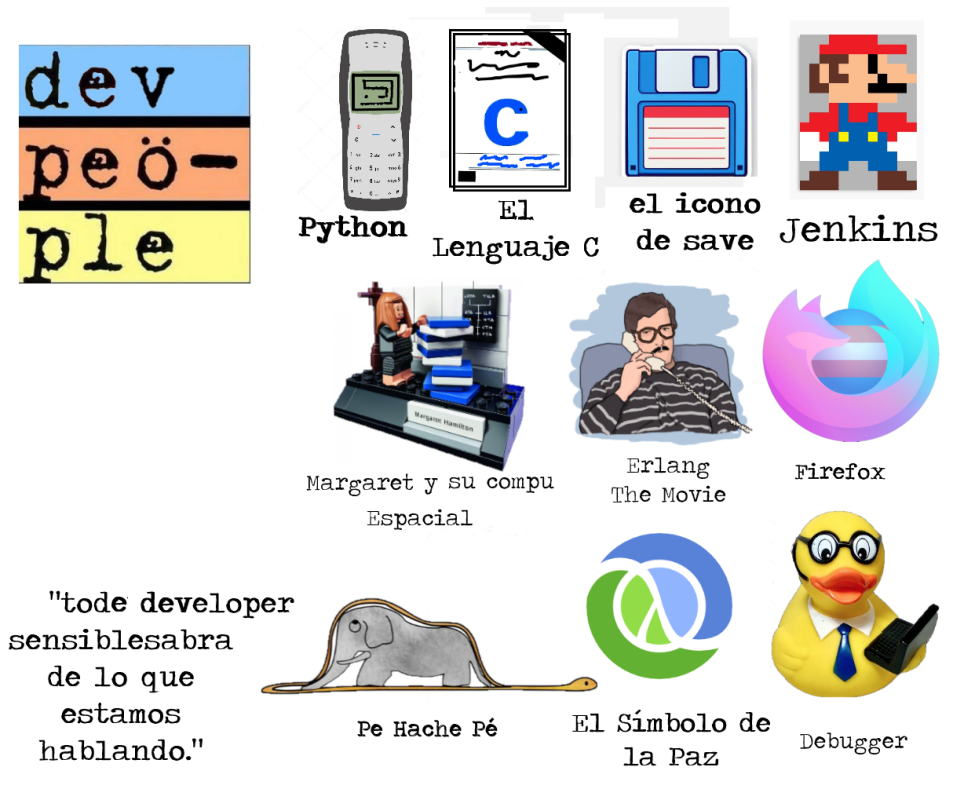 dev
peö-
ple
Python
C
El
Lenguaje C
el icono
de save
Jenkins
Margaret Hamilton
Margaret y su compu
Espacial
Erlang
The Movie
Firefox
"tode developer
sensiblesabra
de lo que
estamos
hablando."
Pe Hache Pé
El Símbolo de
la Paz
Debugger